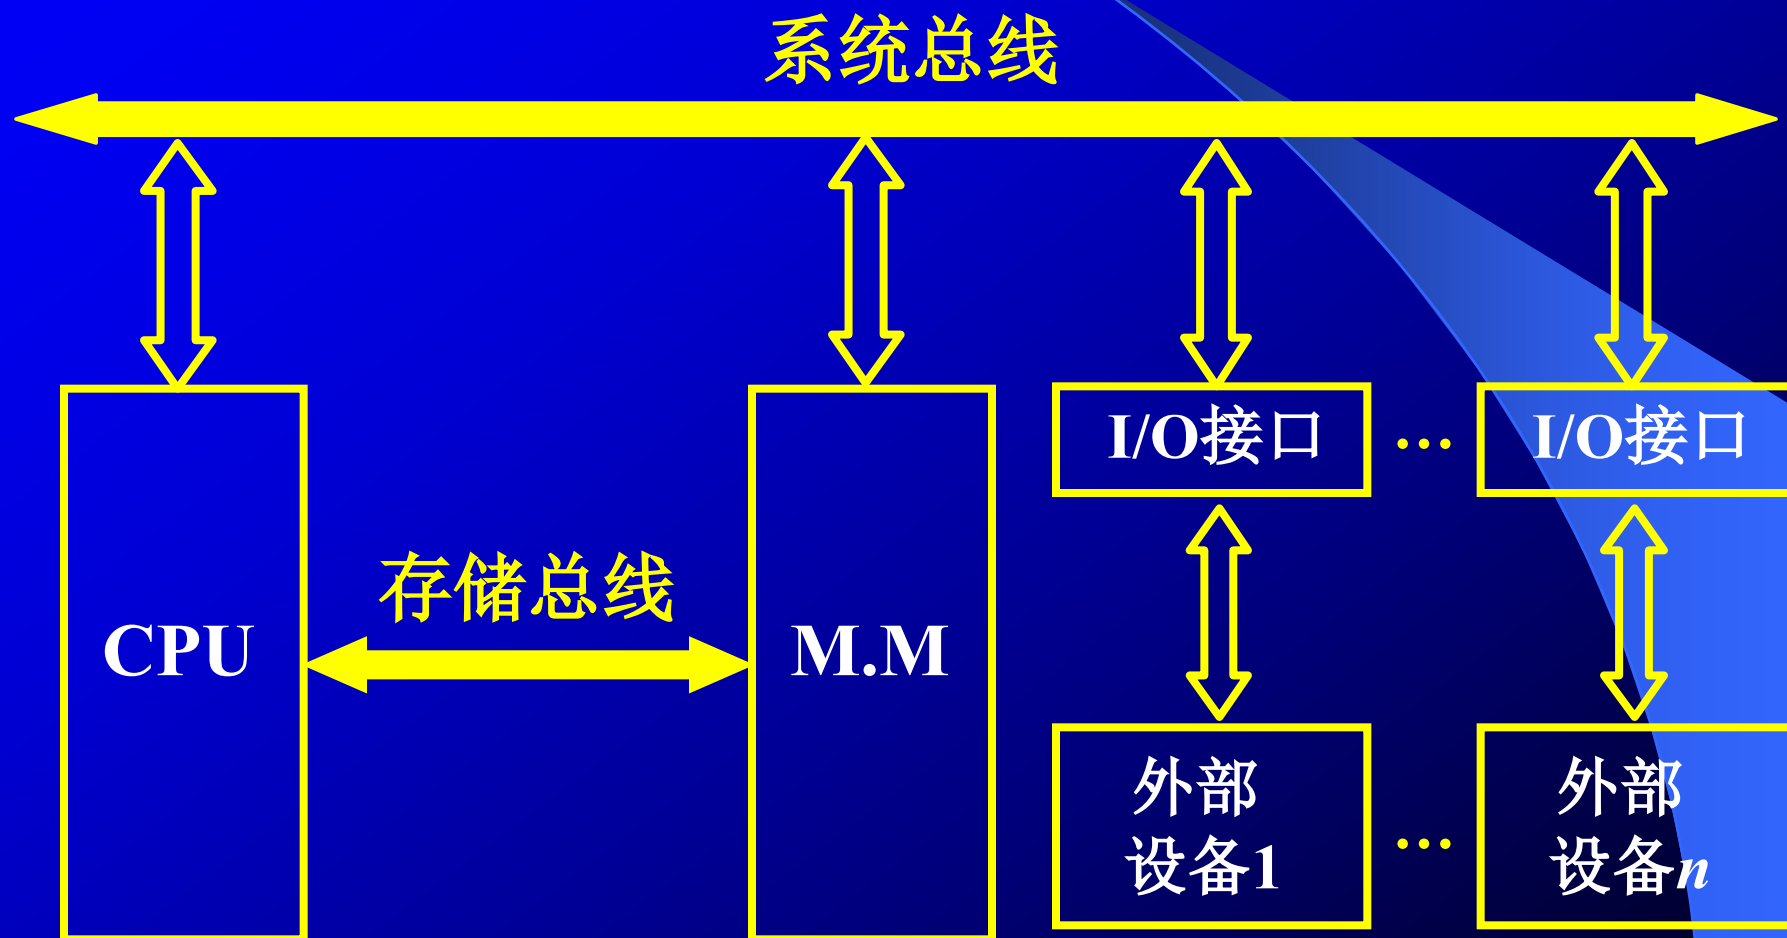 系统总线
I/O接口 … I/O接口
存储总线
CPU
M.M
外部
设备1
…
外部
设备n